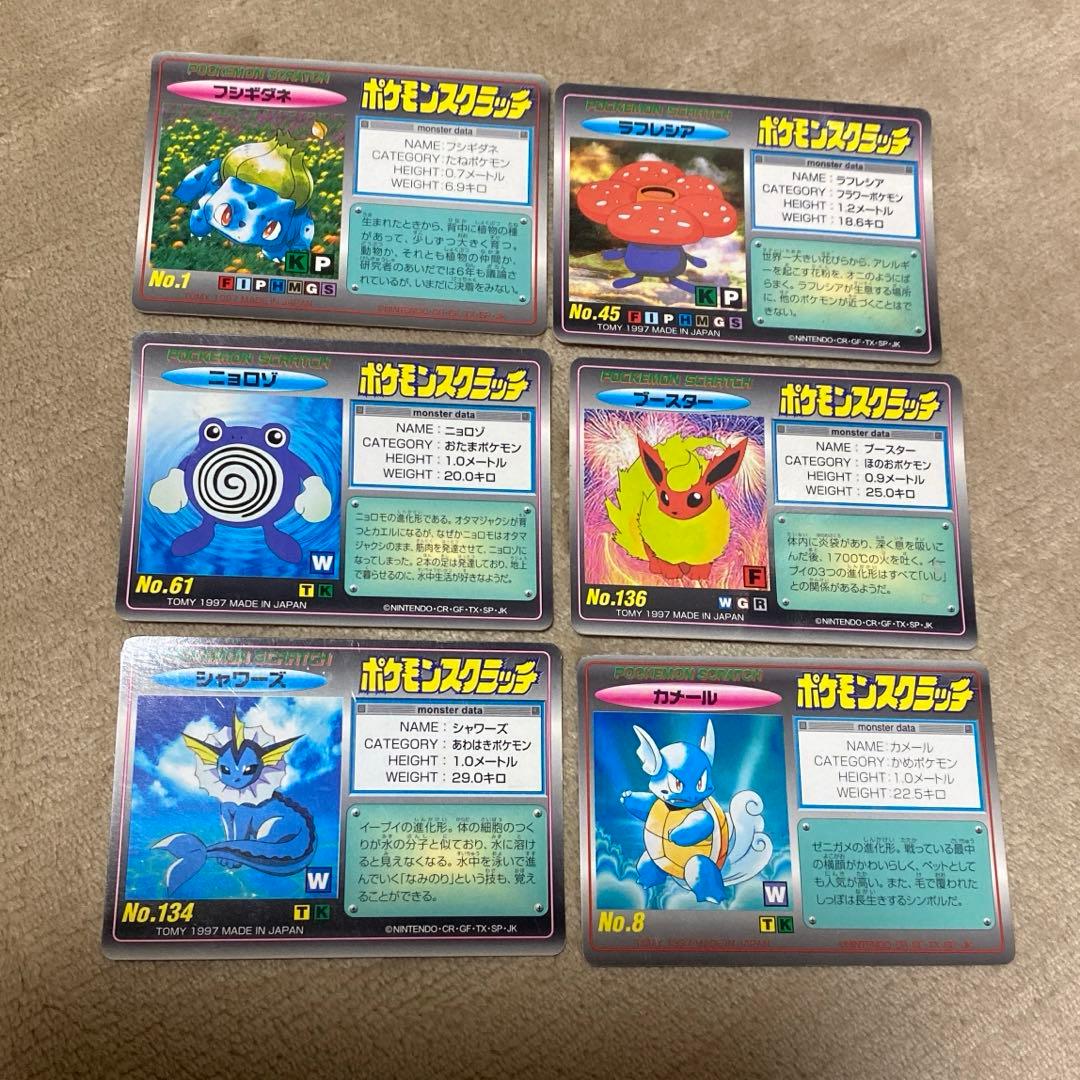 POCKEMON SCRATCH
フシギダネ
ポケモンスクラッチ
monster data
NAME:フシギダネ
CATEGORY:たねポケモン
HEIGHT:0.7メートル
WEIGHT:6.9キロ
生まれたときから、背中に植物の種
があって、少しずつ大きく育つ。
動物か、それとも植物の仲間か、
研究者のあいだでは6年も議論さ
れているが、いまだに決着をみない。
K P
No.1
F I P H M G S
TOMY 1997 MADE IN JAPAN
©NINTENDO・CR・GF・TX・SP・JK
POCKEMON SCRATCH
ラフレシア
ポケモンスクラッチ
monster data
NAME:ラフレシア
CATEGORY:フラワーポケモン
HEIGHT:1.2メートル
WEIGHT:18.6キロ
世界一大きい花びらから、アレルギ
ーを起こす花粉を、オニのようにば
らまく。ラフレシアが生息する場所
に、他のポケモンが近づくことはで
きない。
K P
No.45
F I P H M G S
TOMY 1997 MADE IN JAPAN
©NINTENDO・CR・GF・TX・SP・JK
POCKEMON SCRATCH
ニョロゾ
ポケモンスクラッチ
monster data
NAME:ニョロゾ
CATEGORY:おたまポケモン
HEIGHT:1.0メートル
WEIGHT:20.0キロ
ニョロモの進化形である。オタマジャクシが育
つとカエルになるが、なぜかニョロモはオタマ
ジャクシのまま、筋肉を発達させて、ニョロゾに
なってしまった。2本の足は発達しており、地上
で暮らせるのに、水中生活が好きなようだ。
W
No.61
T K
TOMY 1997 MADE IN JAPAN
©NINTENDO・CR・GF・TX・SP・JK
POCKEMON SCRATCH
ブースター
ポケモンスクラッチ
monster data
NAME:ブースター
CATEGORY:ほのおポケモン
HEIGHT:0.9メートル
WEIGHT:25.0キロ
体内に炎袋があり、深く息を吸いこ
んだ後、1700℃の火を吐く。イー
ブイの3つの進化形はすべて「いし」
との関係があるようだ。
F
No.136
W G R
TOMY 1997 MADE IN JAPAN
©NINTENDO・CR・GF・TX・SP・JK
POCKEMON SCRATCH
シャワーズ
ポケモンスクラッチ
monster data
NAME:シャワーズ
CATEGORY:あわはきポケモン
HEIGHT:1.0メートル
WEIGHT:29.0キロ
イーブイの進化形。体の細胞のつく
りが水の分子と似ており、水に溶け
ると見えなくなる。水中を泳いで進
んでいく「なみのり」という技も、覚え
ることができる。
W
No.134
T K
TOMY 1997 MADE IN JAPAN
©NINTENDO・CR・GF・TX・SP・JK
POCKEMON SCRATCH
カメール
ポケモンスクラッチ
monster data
NAME:カメール
CATEGORY:かめポケモン
HEIGHT:1.0メートル
WEIGHT:22.5キロ
ゼニガメの進化形。戦っている最中
の横顔がかわいらしく、ペットとして
も人気が高い。また、毛で覆われた
しっぽは長生きするシンボルだ。
W
No.8
T K
TOMY 1997 MADE IN JAPAN
©NINTENDO・CR・GF・TX・SP・JK